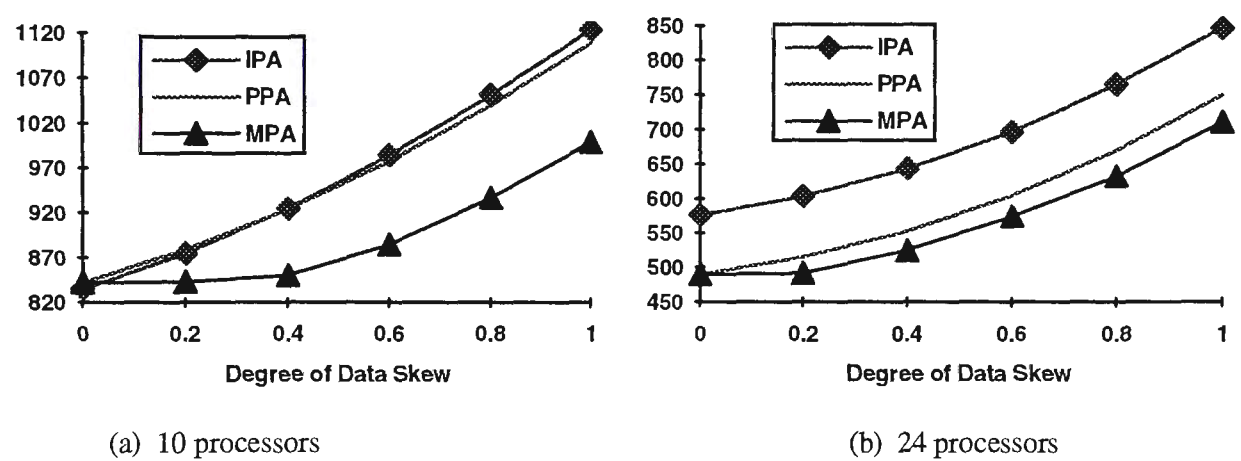 1120
1070
1020
970
920
870
820
IPA
PPA
MPA
0 0.2 0.4 0.6 0.8 1
Degree of Data Skew
(a) 10 processors
850
800
750
700
650
600
550
500
450
IPA
PPA
MPA
0 0.2 0.4 0.6 0.8 1
Degree of Data Skew
(b) 24 processors